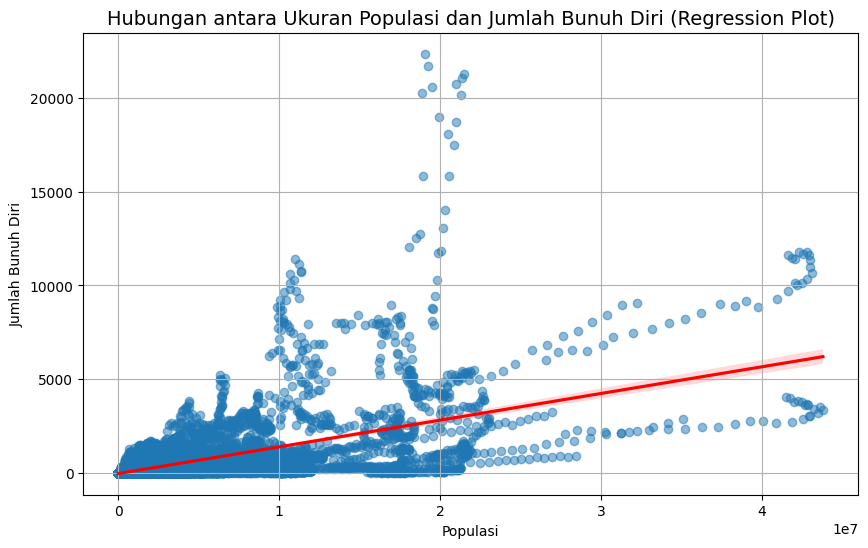 Hubungan antara Ukuran Populasi dan Jumlah Bunuh Diri (Regression Plot)
Jumlah Bunuh Diri
20000
15000
10000
5000
0
0 1 2 3 4
1e7
Populasi